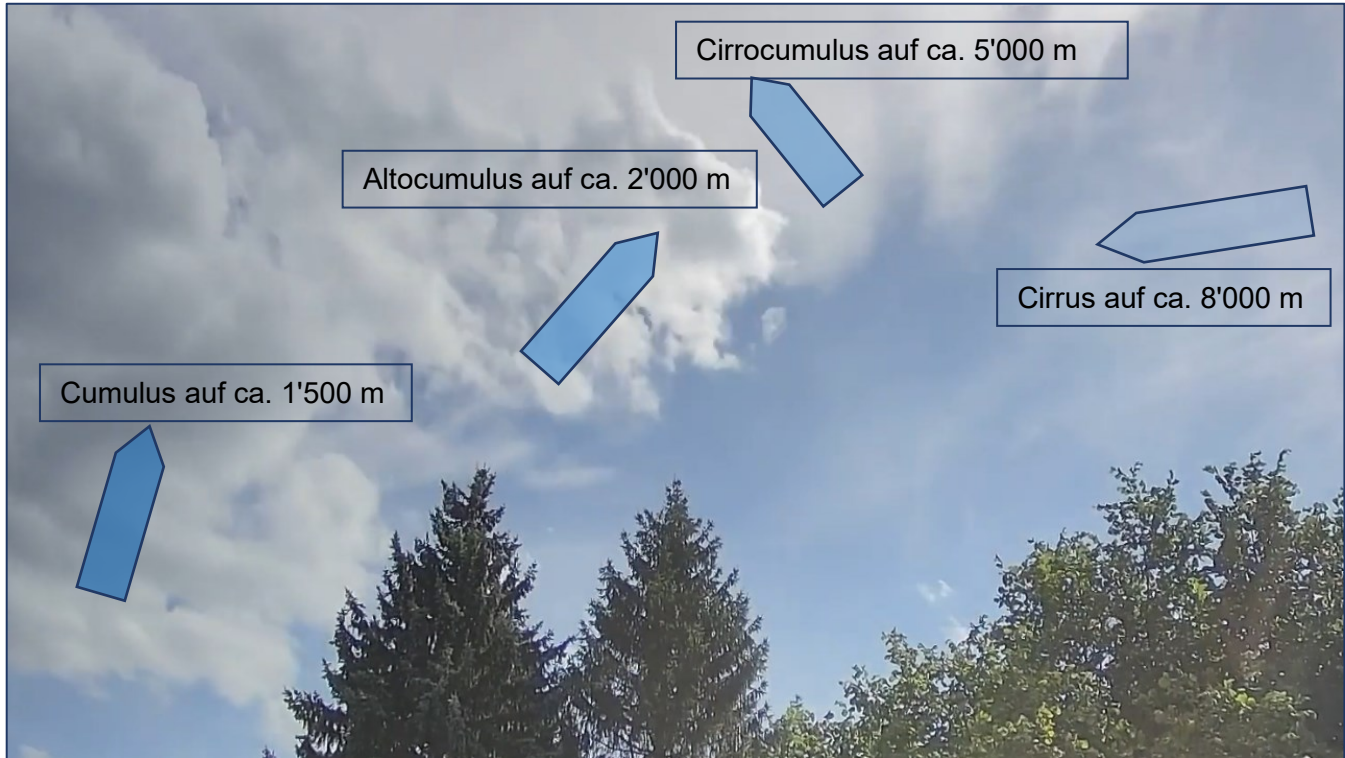 Cirrocumulus auf ca. 5'000 m
Altocumulus auf ca. 2'000 m
Cirrus auf ca. 8'000 m
Cumulus auf ca. 1'500 m